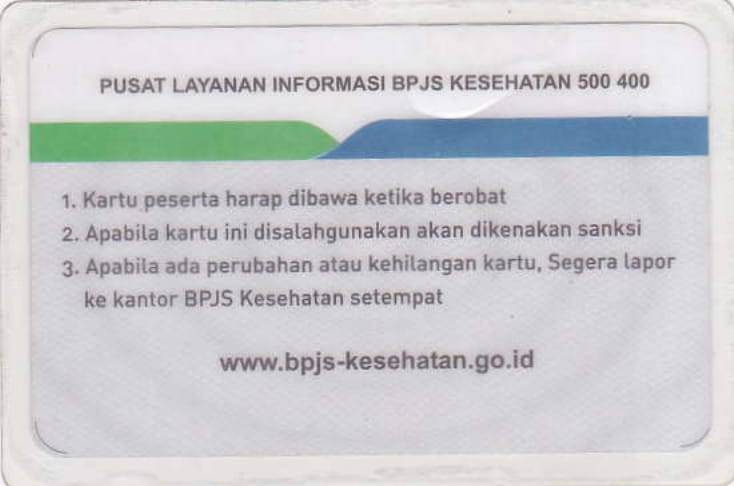 PUSAT LAYANAN INFORMASI BPJS KESEHATAN 500 400
1. Kartu peserta harap dibawa ketika berobat
2. Apabila kartu ini disalahgunakan akan dikenakan sanksi
3. Apabila ada perubahan atau kehilangan kartu, Segera lapor
ke kantor BPJS Kesehatan setempat
www.bpjs-kesehatan.go.id